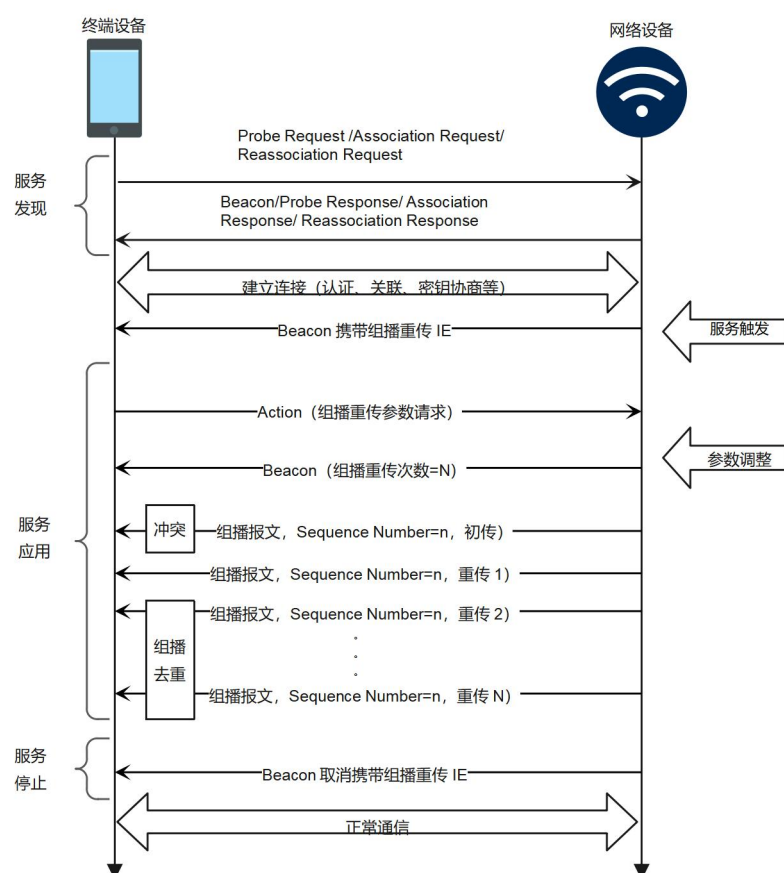 终端设备
网络设备
Probe Request /Association Request/
Reassociation Request
服务
发现
Beacon/Probe Response/ Association
Response/ Reassociation Response
建立连接（认证、关联、密钥协商等）
Beacon 携带组播重传 IE
服务触发
Action（组播重传参数请求）
Beacon（组播重传次数=N）
参数调整
服务
应用
冲突
组播报文，Sequence Number=n，初传）
组播报文，Sequence Number=n，重传 1）
组播报文，Sequence Number=n，重传 2）
组播
去重
。
。
。
组播报文，Sequence Number=n，重传 N）
服务
停止
Beacon 取消携带组播重传 IE
正常通信